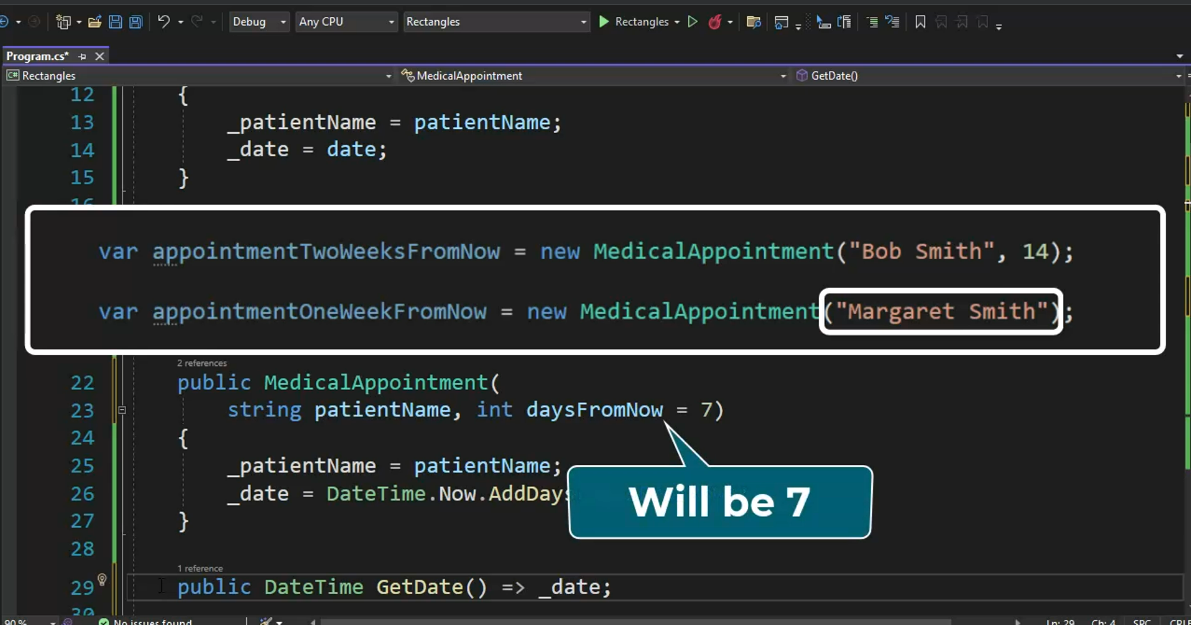 Debug Any CPU Rectangles Rectangles
Program.cs*
Rectangles MedicalAppointment GetDate()
12 {
13 _patientName = patientName;
14 _date = date;
15 }
16
var appointmentTwoWeeksFromNow = new MedicalAppointment("Bob Smith", 14);
var appointmentOneWeekFromNow = new MedicalAppointment("Margaret Smith");
2 references
22 public MedicalAppointment(
23 string patientName, int daysFromNow = 7)
24 {
25 _patientName = patientName;
26 _date = DateTime.Now.AddDays
Will be 7
27 }
28
1 reference
29 public DateTime GetDate() => _date;
30
90 % No issues found Ln: 29 Ch: 4 SPC CRLF